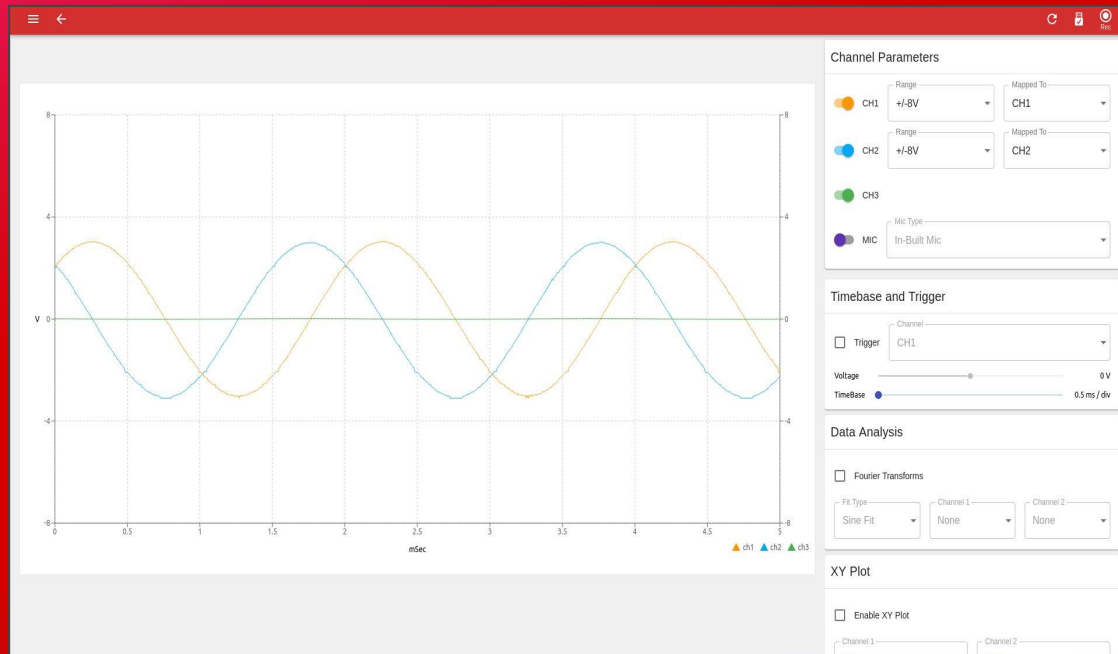 Rec
Channel Parameters
CH1
Range
+/-8V
Mapped To
CH1
CH2
Range
+/-8V
Mapped To
CH2
CH3
MIC
Mic Type
In-Built Mic
Timebase and Trigger
Trigger
Channel
CH1
Voltage 0 V
TimeBase 0.5 ms / div
Data Analysis
Fourier Transforms
Fit Type
Sine Fit
Channel 1
None
Channel 2
None
XY Plot
Enable XY Plot
Channel 1
Channel 2
8 8
4 4
V 0 0
-4 -4
-8 -8
0 0.5 1 1.5 2 2.5 3 3.5 4 4.5 5
mSec
ch1 ch2 ch3